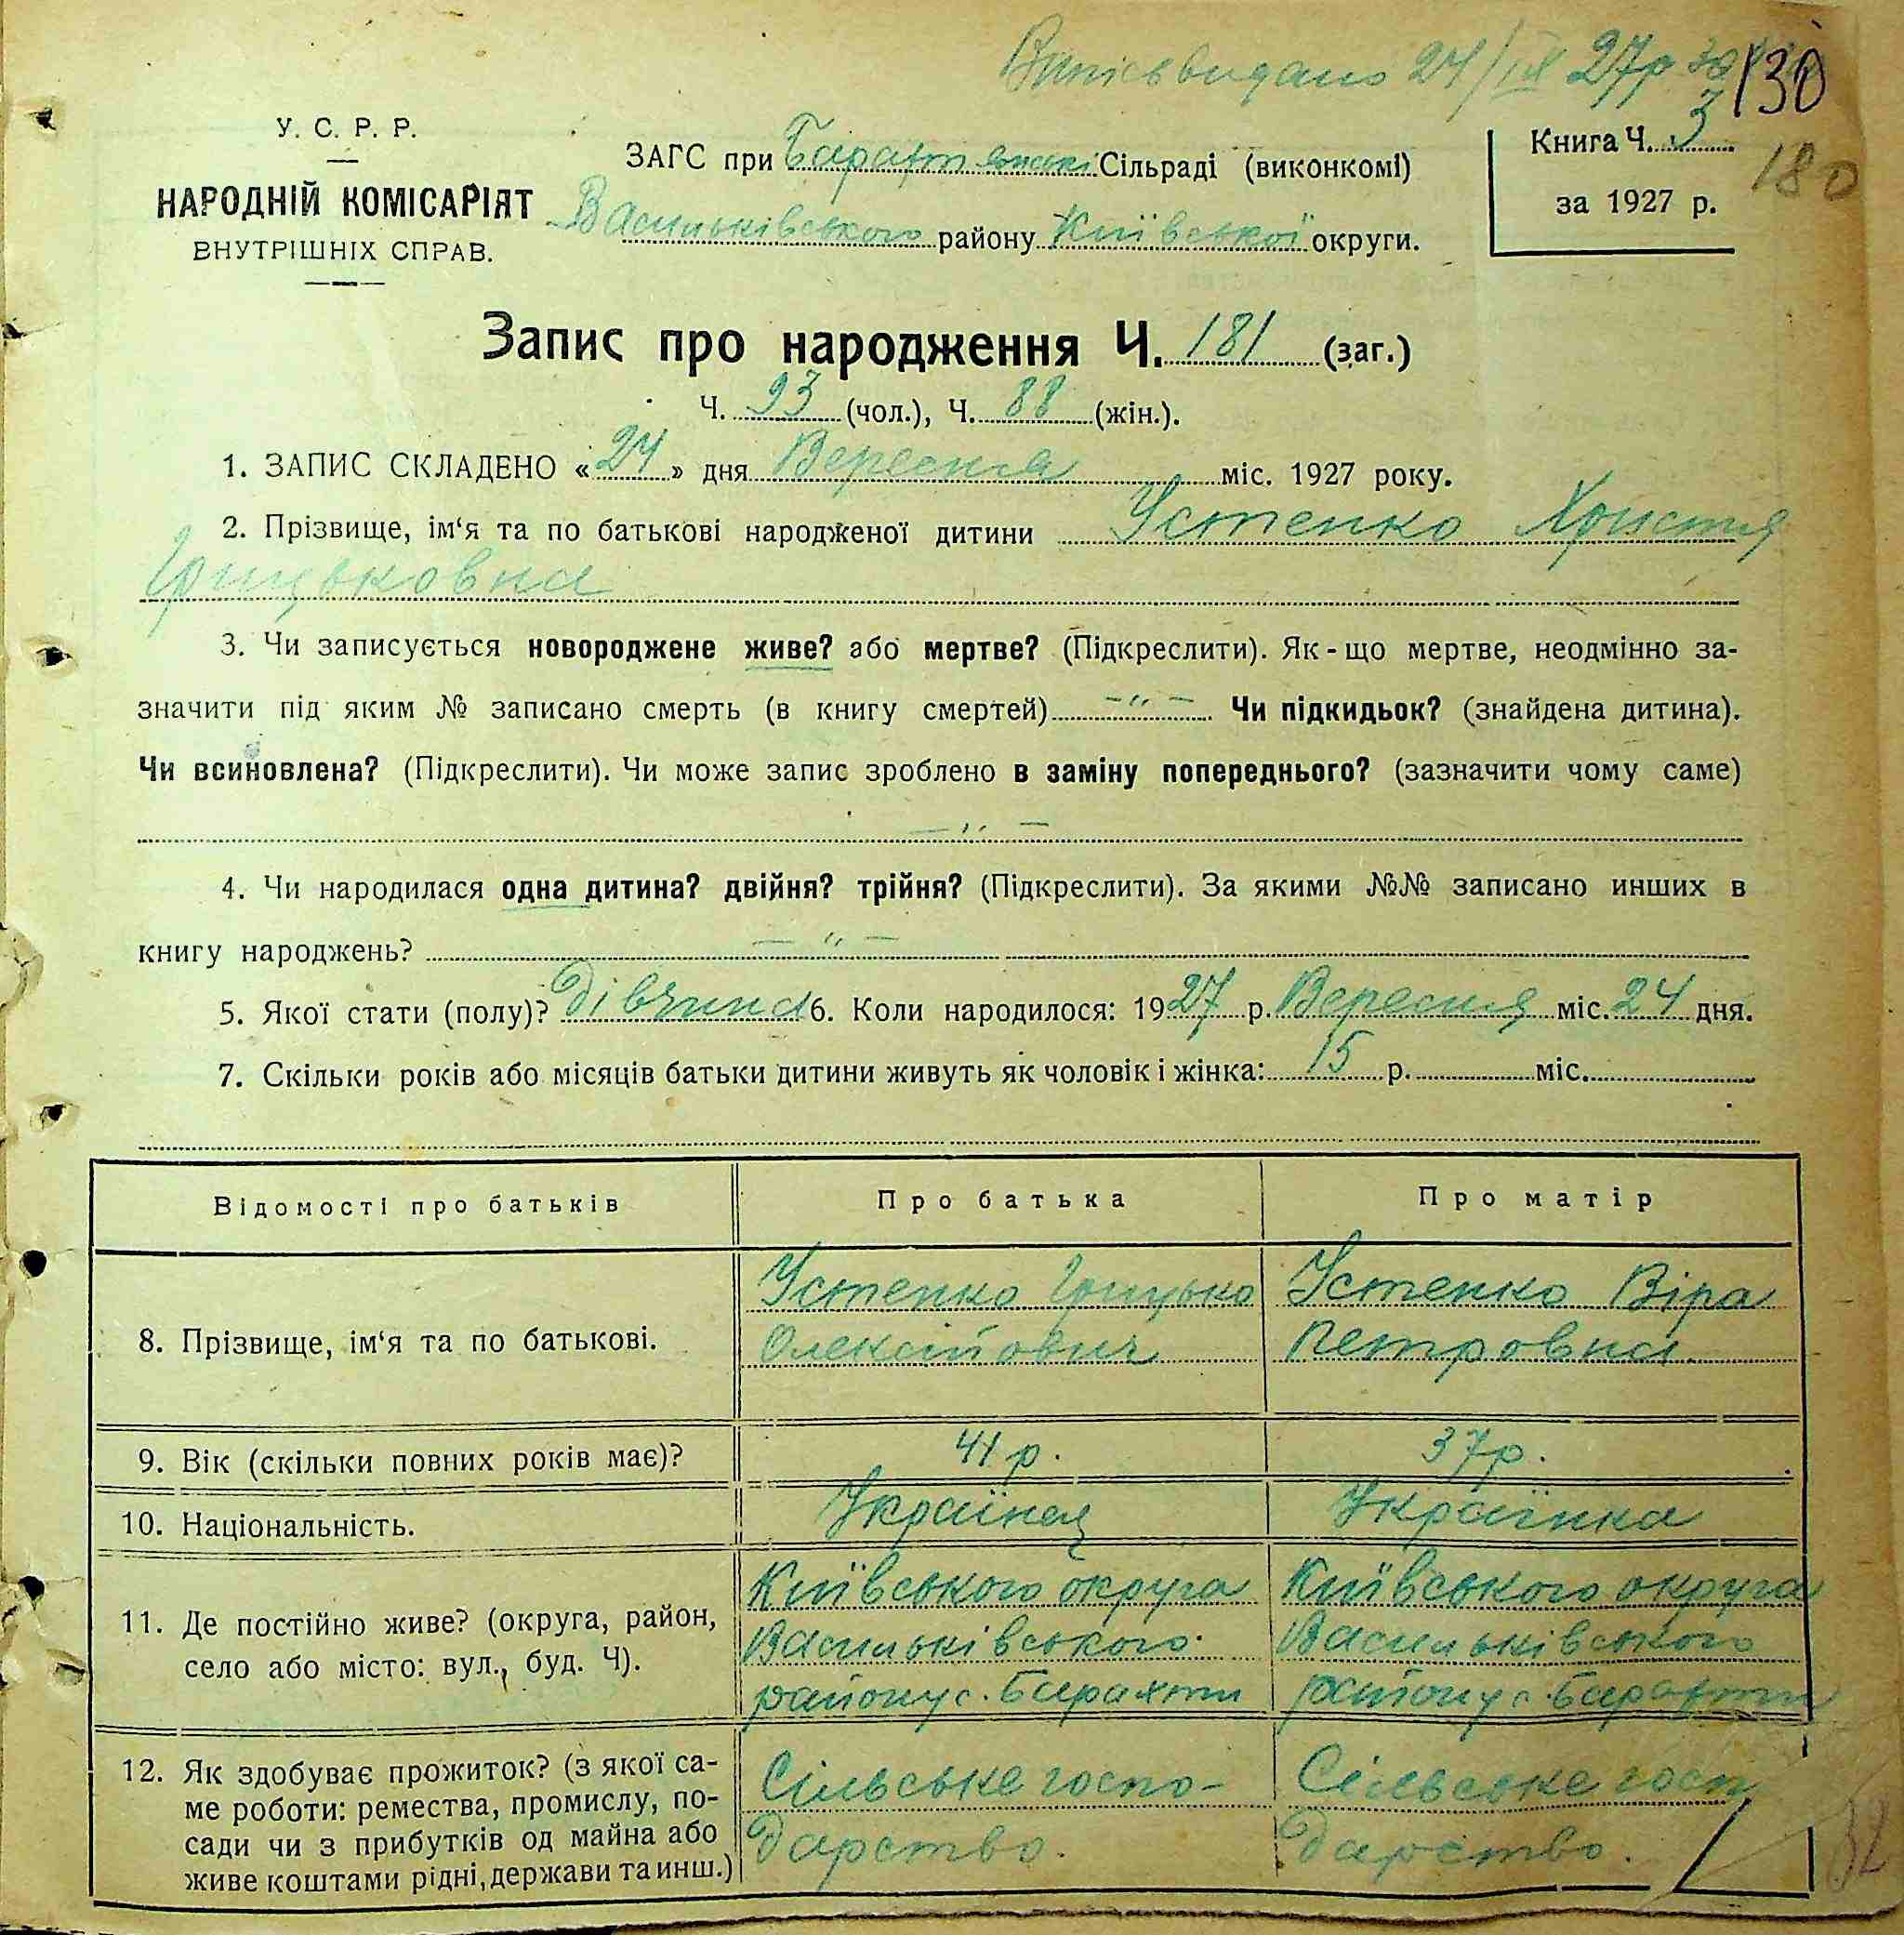 Випісь видано 24/IX 27р
130
У. С. Р. Р.
НАРОДНІЙ КОМІСАРІЯТ
ВНУТРІШНІХ СПРАВ.
ЗАГС при Барахтянські Сільраді (виконкомі)
Васильківського району Київської округи.
Книга Ч. 3
за 1927 р.
180
Запис про народження Ч. 181 (заг.)
Ч. 93 (чол.), Ч. 88 (жін.).
1. ЗАПИС СКЛАДЕНО «24» дня Вересня міс. 1927 року.
2. Прізвище, ім‘я та по батькові народженої дитини Устенко Христя
Грицьковна
3. Чи записується новороджене живе? або мертве? (Підкреслити). Як-що мертве, неодмінно за-
значити під яким № записано смерть (в книгу смертей) — „ — Чи підкидьок? (знайдена дитина).
Чи всиновлена? (Підкреслити). Чи може запис зроблено в заміну попереднього? (зазначити чому саме)
— „ —
4. Чи народилася одна дитина? двійня? трійня? (Підкреслити). За якими №№ записано инших в
книгу народжень? — „ —
5. Якої стати (полу)? Дівчина 6. Коли народилося: 1927 р. Вересня міс. 24 дня.
7. Скільки років або місяців батьки дитини живуть як чоловік і жінка: 15 р. міс.
Відомості про батьків Про батька Про матір
8. Прізвище, ім‘я та по батькові.
Устенко Грицько
Олексійович
Устенко Віра
Петровна
9. Вік (скільки повних років має)? 41 р. 37 р.
10. Національність. Українец Українка
11. Де постійно живе? (округа, район,
село або місто: вул., буд. Ч).
Київського округа
Васильківського
району с. Барахти
Київського округа
Васильківського
району с. Барахти
12. Як здобуває прожиток? (з якої са-
ме роботи: ремества, промислу, по-
сади чи з прибутків од майна або
живе коштами рідні, держави та инш.)
Сільське госпо-
дарство.
Сільське госп
дарство.